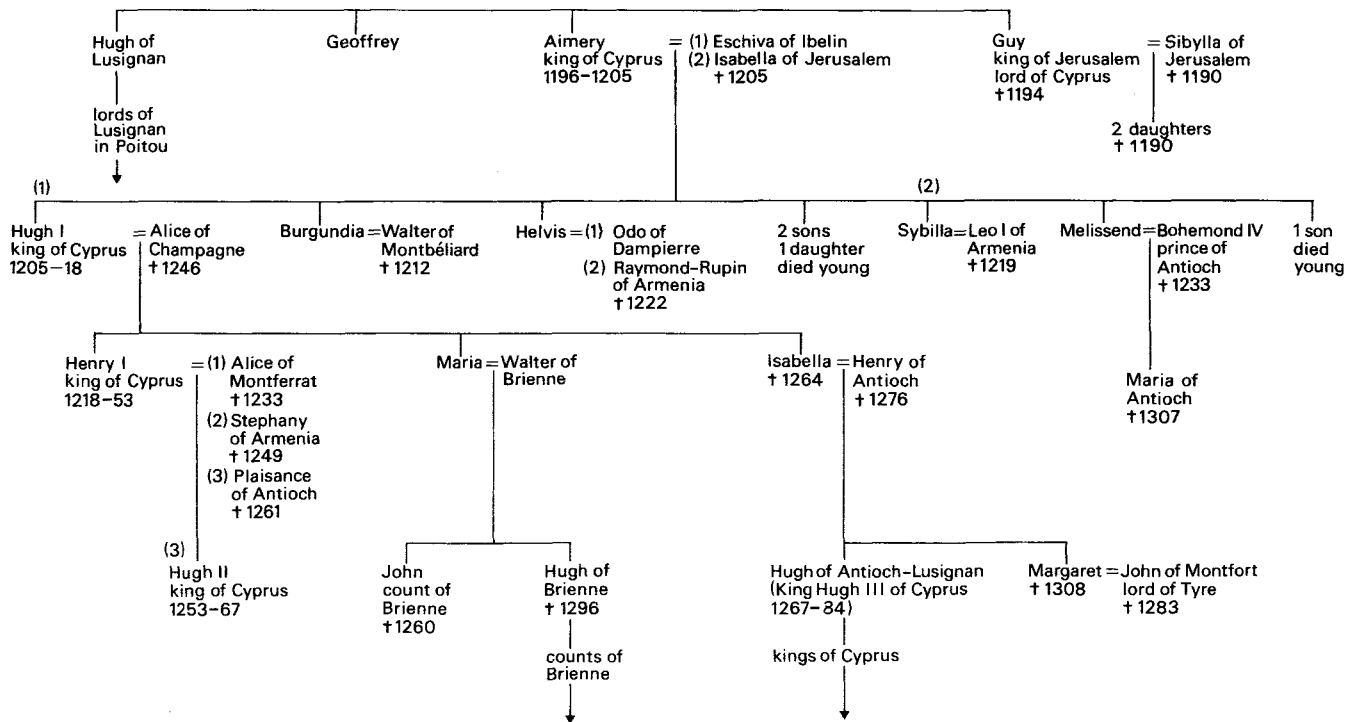 Hugh of
Lusignan
Geoffrey
Aimery
king of Cyprus
1196–1205
= (1) Eschiva of Ibelin
(2) Isabella of Jerusalem
† 1205
Guy
king of Jerusalem
lord of Cyprus
† 1194
= Sibylla of
Jerusalem
† 1190
lords of
Lusignan
in Poitou
2 daughters
† 1190
(1)
(2)
Hugh I
king of Cyprus
1205–18
= Alice of
Champagne
† 1246
Burgundia = Walter of
Montbéliard
† 1212
Helvis = (1) Odo of
Dampierre
(2) Raymond-Rupin
of Armenia
† 1222
2 sons
1 daughter
died young
Sybilla = Leo I of
Armenia
† 1219
Melissend = Bohemond IV
prince of
Antioch
† 1233
1 son
died
young
Henry I
king of Cyprus
1218–53
= (1) Alice of
Montferrat
† 1233
(2) Stephany
of Armenia
† 1249
(3) Plaisance
of Antioch
† 1261
Maria = Walter of
Brienne
Isabella = Henry of
† 1264 Antioch
† 1276
Maria of
Antioch
† 1307
(3)
Hugh II
king of Cyprus
1253–67
John
count of
Brienne
† 1260
Hugh of
Brienne
† 1296
Hugh of Antioch-Lusignan
(King Hugh III of Cyprus
1267–84)
Margaret = John of Montfort
† 1308 lord of Tyre
† 1283
counts of
Brienne
kings of Cyprus